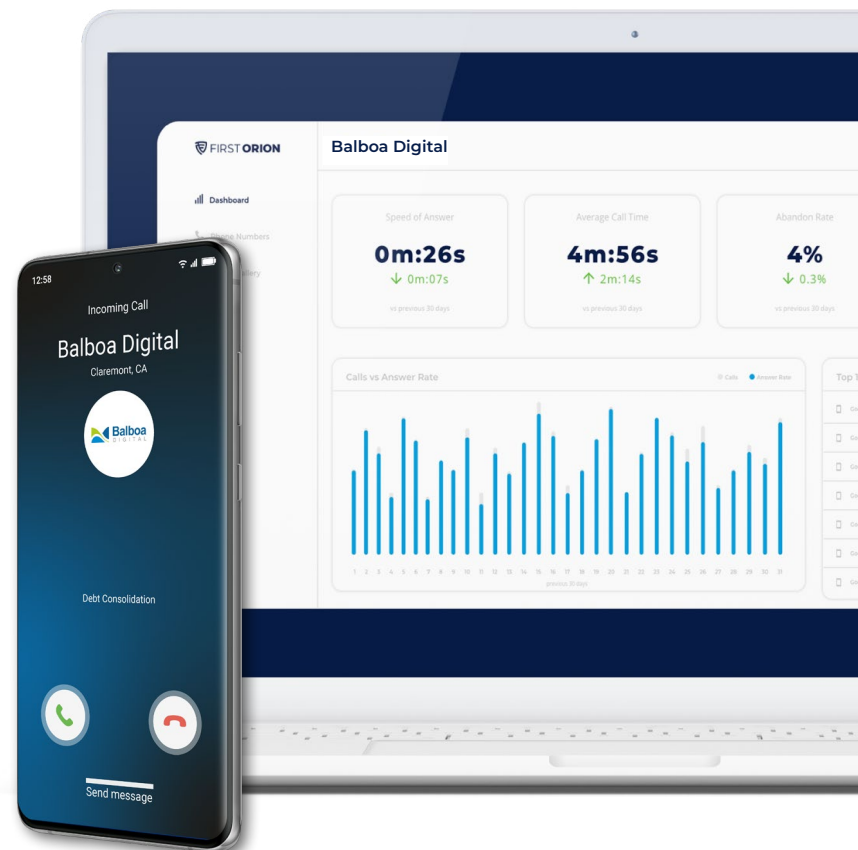 FIRST ORION
Balboa Digital
Dashboard
Phone Numbers
Speed of Answer
0m:26s
↓ 0m:07s
vs previous 30 days
Average Call Time
4m:56s
↑ 2m:14s
vs previous 30 days
Abandon Rate
4%
↓ 0.3%
vs previous 30 days
Calls vs Answer Rate
Calls
Answer Rate
1 2 3 4 5 6 7 8 9 10 11 12 13 14 15 16 17 18 19 20 21 22 23 24 25 26 27 28 29 30 31
previous 30 days
12:58
Incoming Call
Balboa Digital
Claremont, CA
Balboa
DIGITAL
Debt Consolidation
Send message